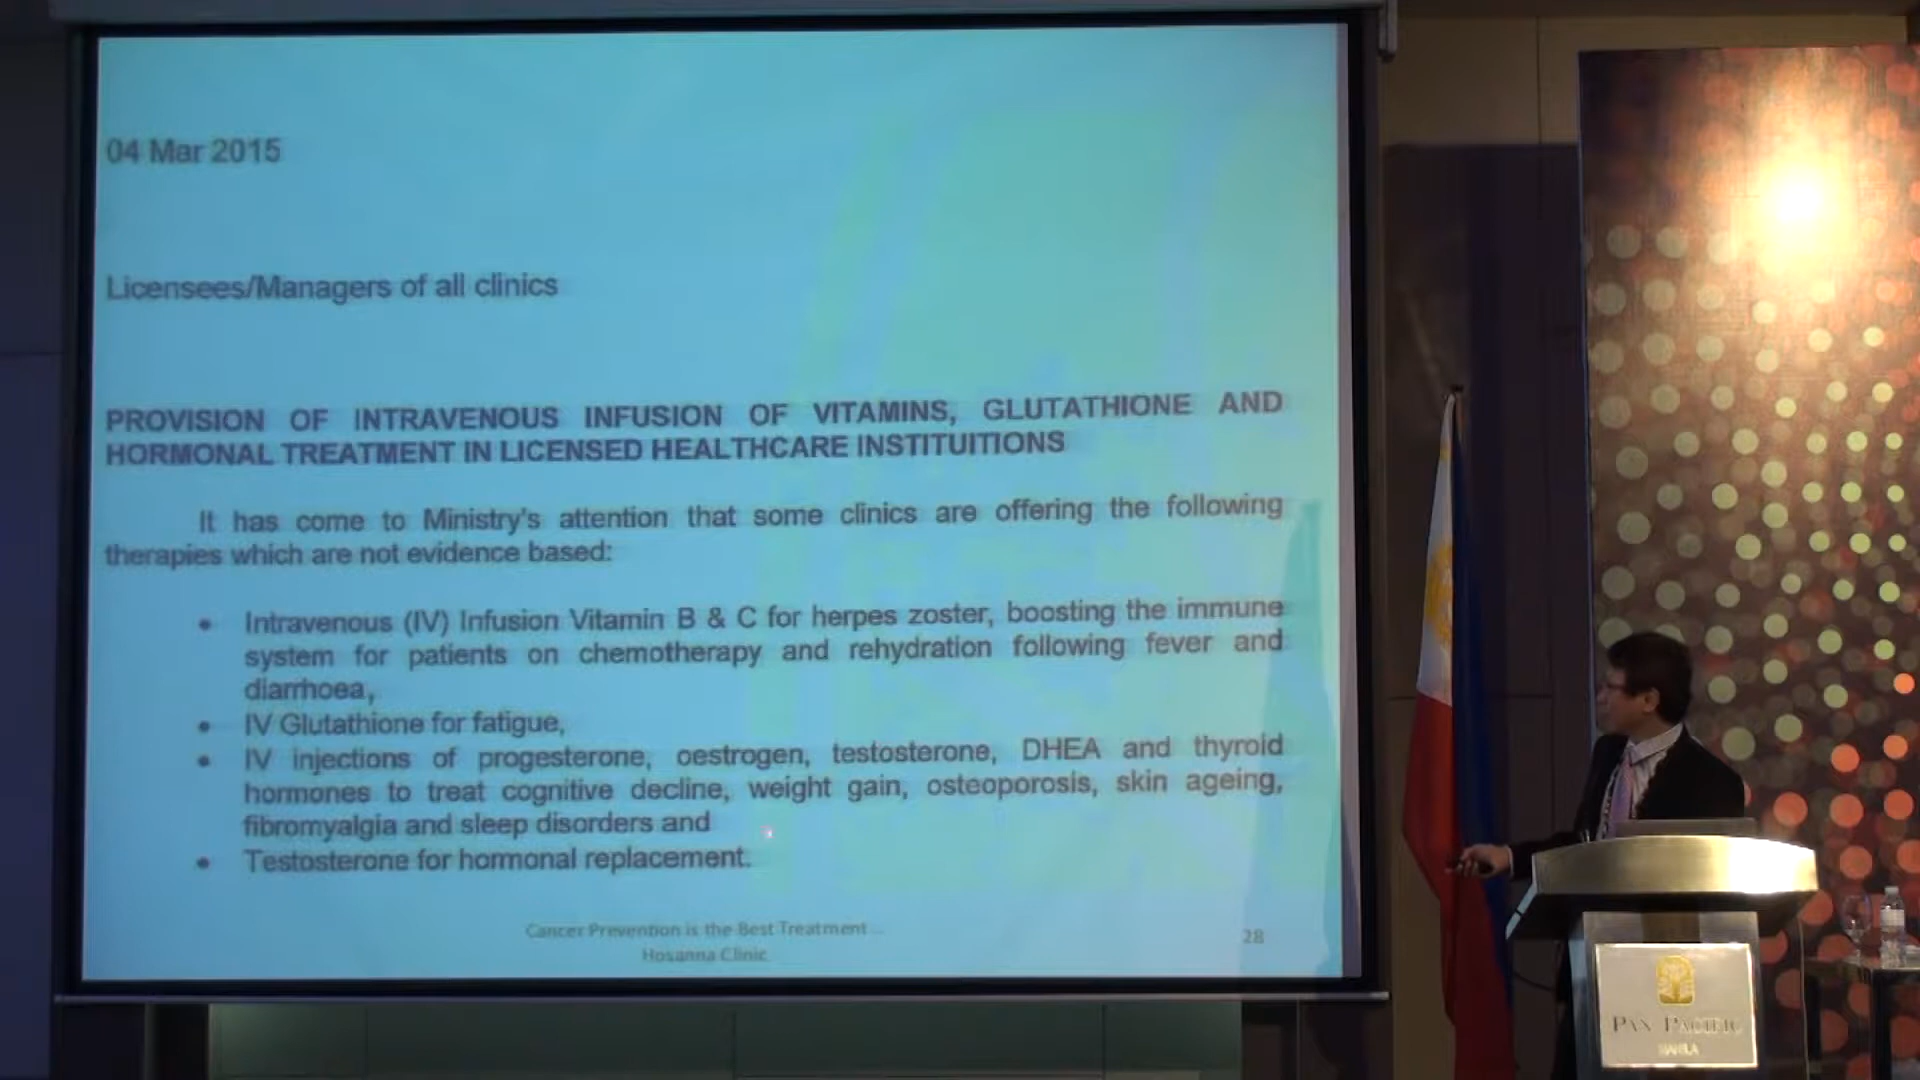 04 Mar 2015
Licensees/Managers of all clinics
PROVISION OF INTRAVENOUS INFUSION OF VITAMINS, GLUTATHIONE AND
HORMONAL TREATMENT IN LICENSED HEALTHCARE INSTITUITIONS
It has come to Ministry's attention that some clinics are offering the following
therapies which are not evidence based:
• Intravenous (IV) Infusion Vitamin B & C for herpes zoster, boosting the immune
system for patients on chemotherapy and rehydration following fever and
diarrhoea,
• IV Glutathione for fatigue,
• IV injections of progesterone, oestrogen, testosterone, DHEA and thyroid
hormones to treat cognitive decline, weight gain, osteoporosis, skin ageing,
fibromyalgia and sleep disorders and
• Testosterone for hormonal replacement.
Cancer Prevention is the Best Treatment...
Hosanna Clinic
28
PAN PACIFIC
MANILA